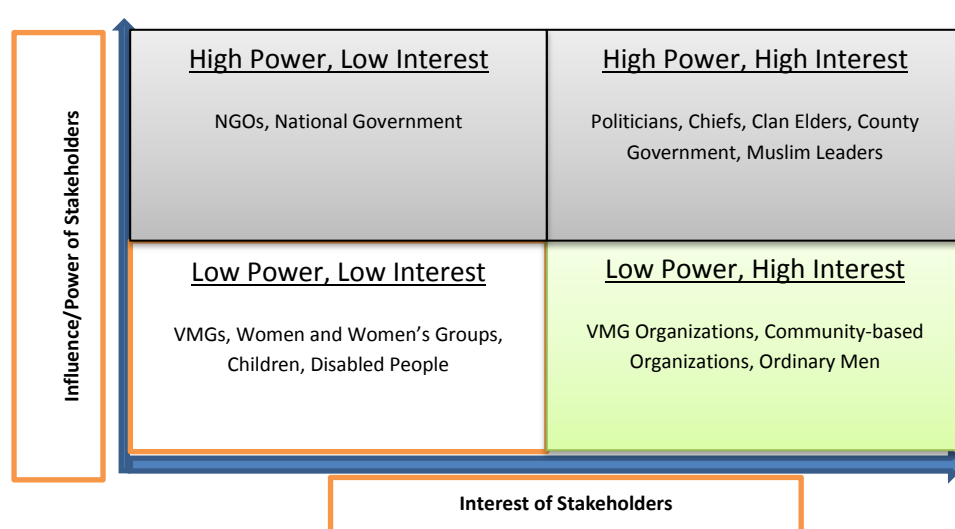 Influence/Power of Stakeholders
High Power, Low Interest
NGOs, National Government
High Power, High Interest
Politicians, Chiefs, Clan Elders, County
Government, Muslim Leaders
Low Power, Low Interest
VMGs, Women and Women’s Groups,
Children, Disabled People
Low Power, High Interest
VMG Organizations, Community-based
Organizations, Ordinary Men
Interest of Stakeholders